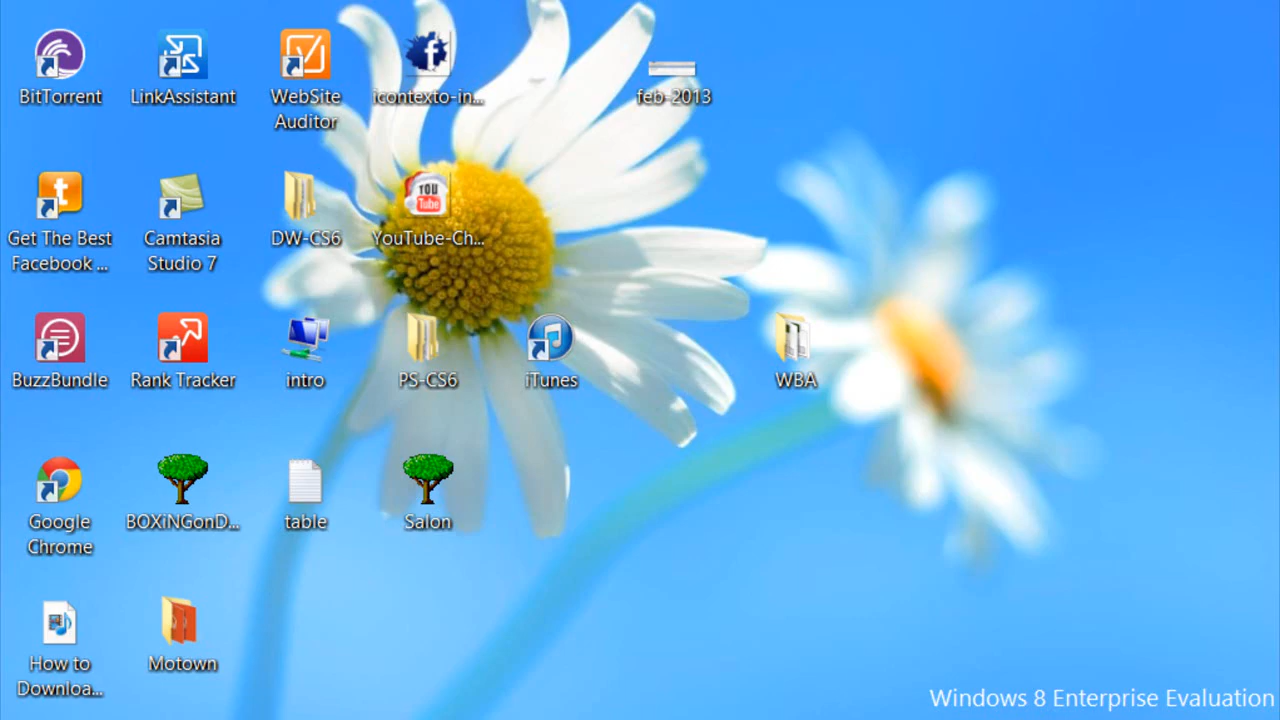 BitTorrent
LinkAssistant
WebSite
Auditor
f
icontexto-in...
feb-2013
t
Get The Best
Facebook ...
Camtasia
Studio 7
DW-CS6
YOU
Tube
YouTube-Ch...
BuzzBundle
Rank Tracker
intro
PS-CS6
iTunes
WBA
Google
Chrome
BOXiNGonD...
table
Salon
How to
Downloa...
Motown
Windows 8 Enterprise Evaluation